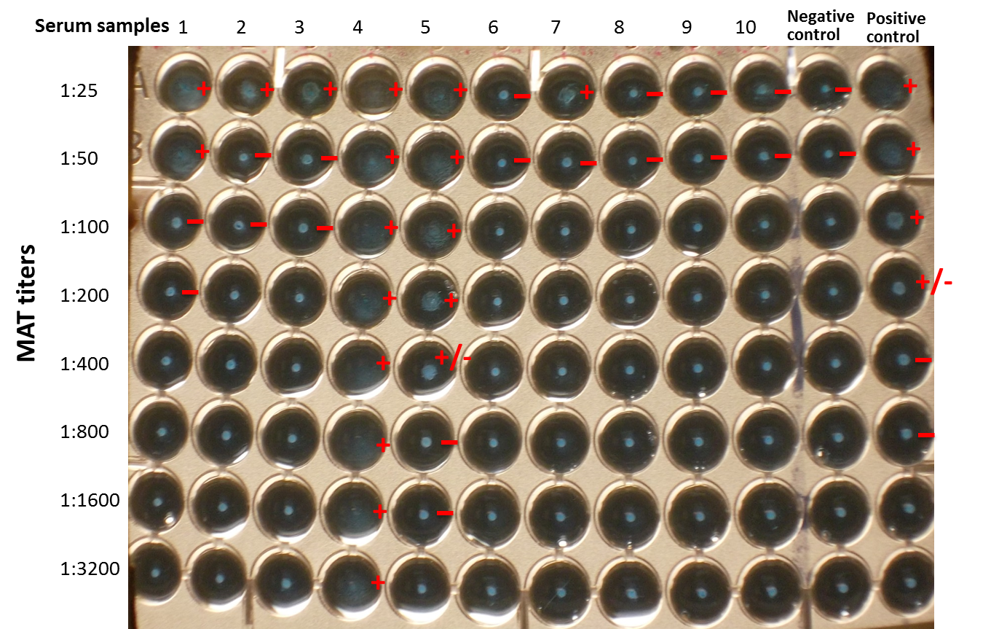 Serum samples 1 2 3 4 5 6 7 8 9 10 Negative control Positive control
MAT titers
1:25 + + + + + − + − − − − +
A
1:50 + − − + + − − − − − − +
B
1:100 − − − + + +
1:200 − + + +/-
1:400 + +/- −
1:800 + − −
1:1600 + −
1:3200 +